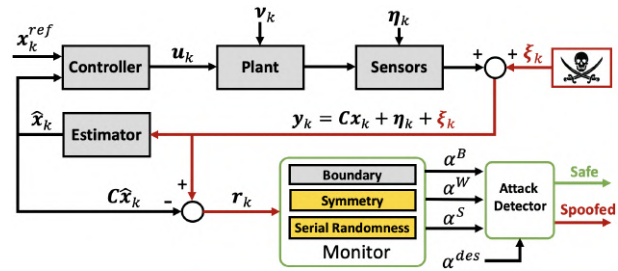 x_k^{ref}
ν_k
η_k
Controller
u_k
Plant
Sensors
+
+
ξ_k
x̂_k
Estimator
y_k = Cx_k + η_k + ξ_k
+
Cx̂_k
-
r_k
Boundary
Symmetry
Serial Randomness
Monitor
α^B
α^W
α^S
α^{des}
Attack
Detector
Safe
Spoofed